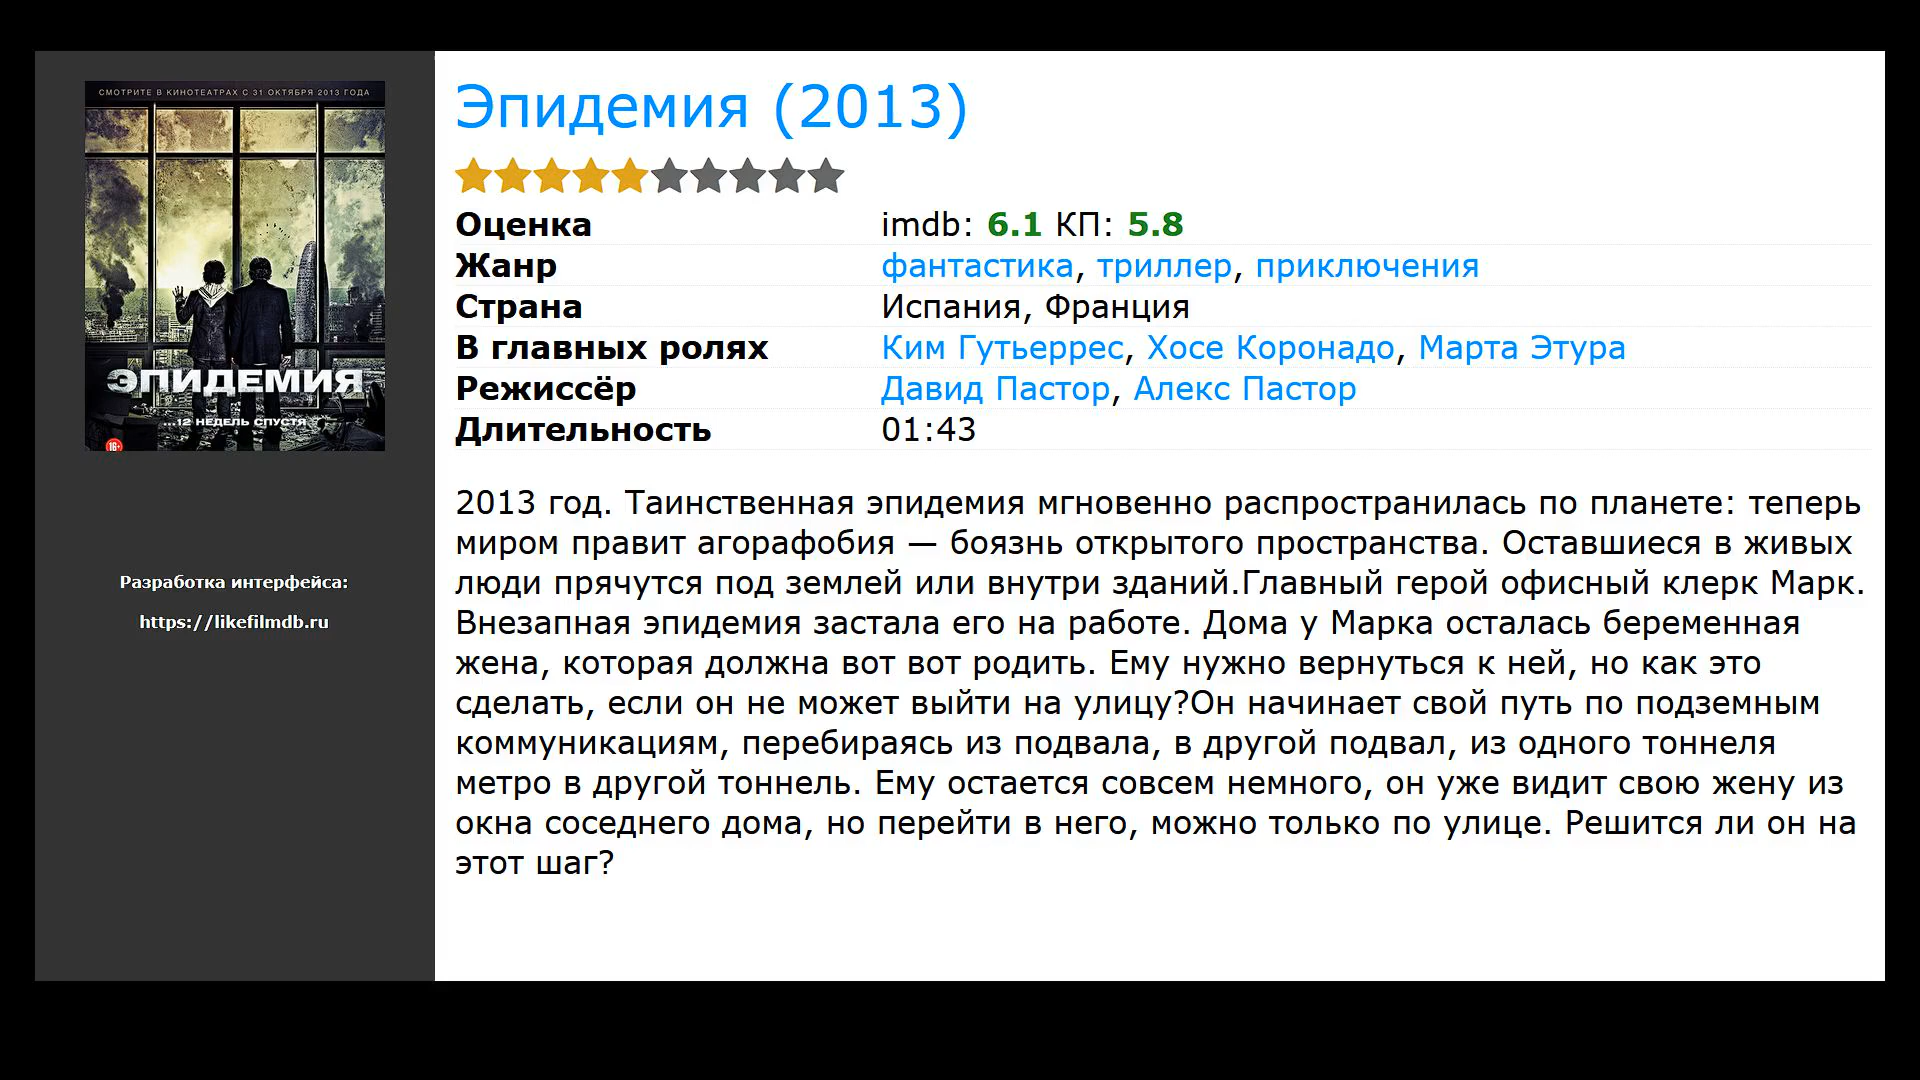 СМОТРИТЕ В КИНОТЕАТРАХ С 31 ОКТЯБРЯ 2013 ГОДА
ЭПИДЕМИЯ
...12 НЕДЕЛЬ СПУСТЯ
16+
Разработка интерфейса:
https://likefilmdb.ru
Эпидемия (2013)
Оценка imdb: 6.1 КП: 5.8
Жанр фантастика, триллер, приключения
Страна Испания, Франция
В главных ролях Ким Гутьеррес, Хосе Коронадо, Марта Этура
Режиссёр Давид Пастор, Алекс Пастор
Длительность 01:43
2013 год. Таинственная эпидемия мгновенно распространилась по планете: теперь
миром правит агорафобия — боязнь открытого пространства. Оставшиеся в живых
люди прячутся под землей или внутри зданий.Главный герой офисный клерк Марк.
Внезапная эпидемия застала его на работе. Дома у Марка осталась беременная
жена, которая должна вот вот родить. Ему нужно вернуться к ней, но как это
сделать, если он не может выйти на улицу?Он начинает свой путь по подземным
коммуникациям, перебираясь из подвала, в другой подвал, из одного тоннеля
метро в другой тоннель. Ему остается совсем немного, он уже видит свою жену из
окна соседнего дома, но перейти в него, можно только по улице. Решится ли он на
этот шаг?